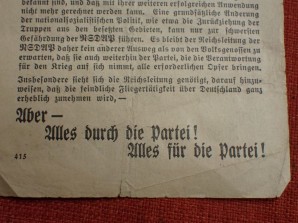 bekannt sind, und daß mit ihrer weiteren erfolgreichen Anwendung
nicht gerechnet werden kann. Eine grundsätzliche Änderung
der nationalsozialistischen Politik, wie etwa die Zurückziehung der
Truppen aus den besetzten Gebieten, kann nur zur schwersten
Gefährdung der NSDAP führen. Es bleibt der Reichsleitung der
NSDAP daher kein anderer Ausweg als von den Volksgenossen zu
erwarten, daß sie auch weiterhin der Partei, die die Verantwortung
für den Krieg auf sich nimmt, alle erforderlichen Opfer bringen.
Insbesondere sieht sich die Reichsleitung genötigt, darauf hinzu-
weisen, daß die feindliche Fliegertätigkeit über Deutschland ganz
erheblich zunehmen wird, —
Aber —
Alles durch die Partei!
Alles für die Partei!
415